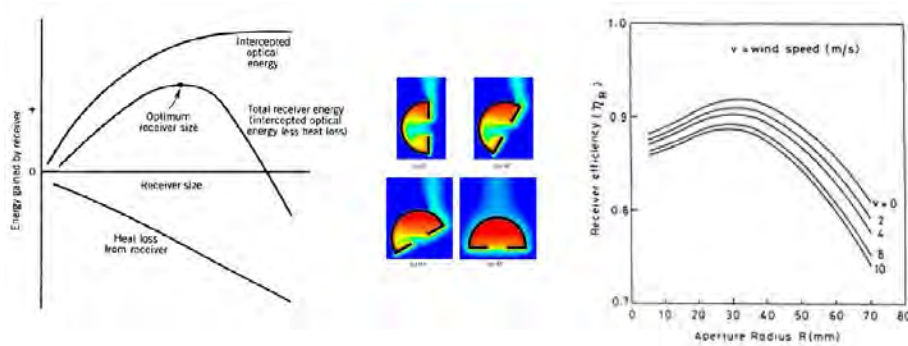 Energy gained by receiver
+
0
Intercepted
optical
energy
Optimum
receiver size
Total receiver energy
(intercepted optical
energy less heat loss)
Receiver size
Heat loss
from receiver
Receiver efficiency (ηR)
1.0
0.9
0.8
0.7
v = wind speed (m/s)
v = 0
2
4
8
10
0 10 20 30 40 50 60 70 80
Aperture Radius R(mm)